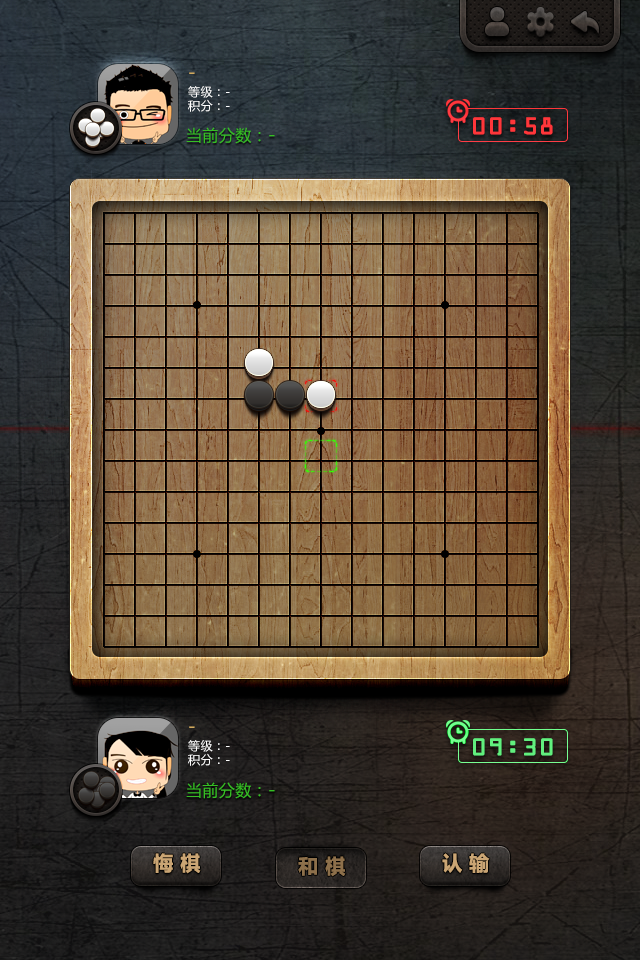 -
等级：-
积分：-
当前分数：-
00:58
-
等级：-
积分：-
当前分数：-
09:30
悔棋
和棋
认输